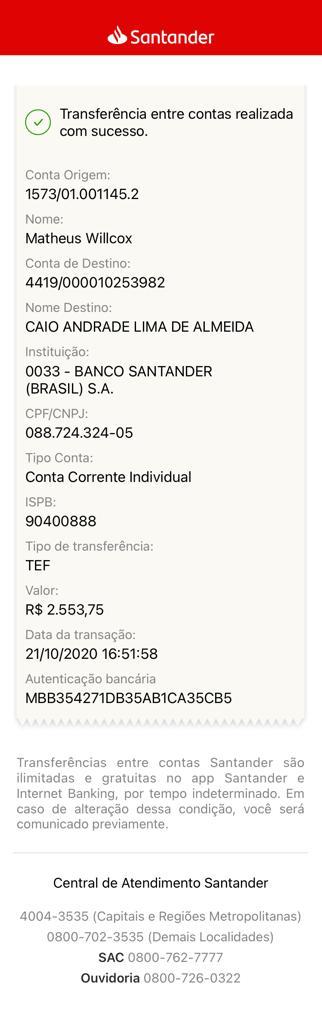 Santander
Transferência entre contas realizada
com sucesso.
Conta Origem:
1573/01.001145.2
Nome:
Matheus Willcox
Conta de Destino:
4419/000010253982
Nome Destino:
CAIO ANDRADE LIMA DE ALMEIDA
Instituição:
0033 - BANCO SANTANDER
(BRASIL) S.A.
CPF/CNPJ:
088.724.324-05
Tipo Conta:
Conta Corrente Individual
ISPB:
90400888
Tipo de transferência:
TEF
Valor:
R$ 2.553,75
Data da transação:
21/10/2020 16:51:58
Autenticação bancária
MBB354271DB35AB1CA35CB5
Transferências entre contas Santander são
ilimitadas e gratuitas no app Santander e
Internet Banking, por tempo indeterminado. Em
caso de alteração dessa condição, você será
comunicado previamente.
Central de Atendimento Santander
4004-3535 (Capitais e Regiões Metropolitanas)
0800-702-3535 (Demais Localidades)
SAC 0800-762-7777
Ouvidoria 0800-726-0322